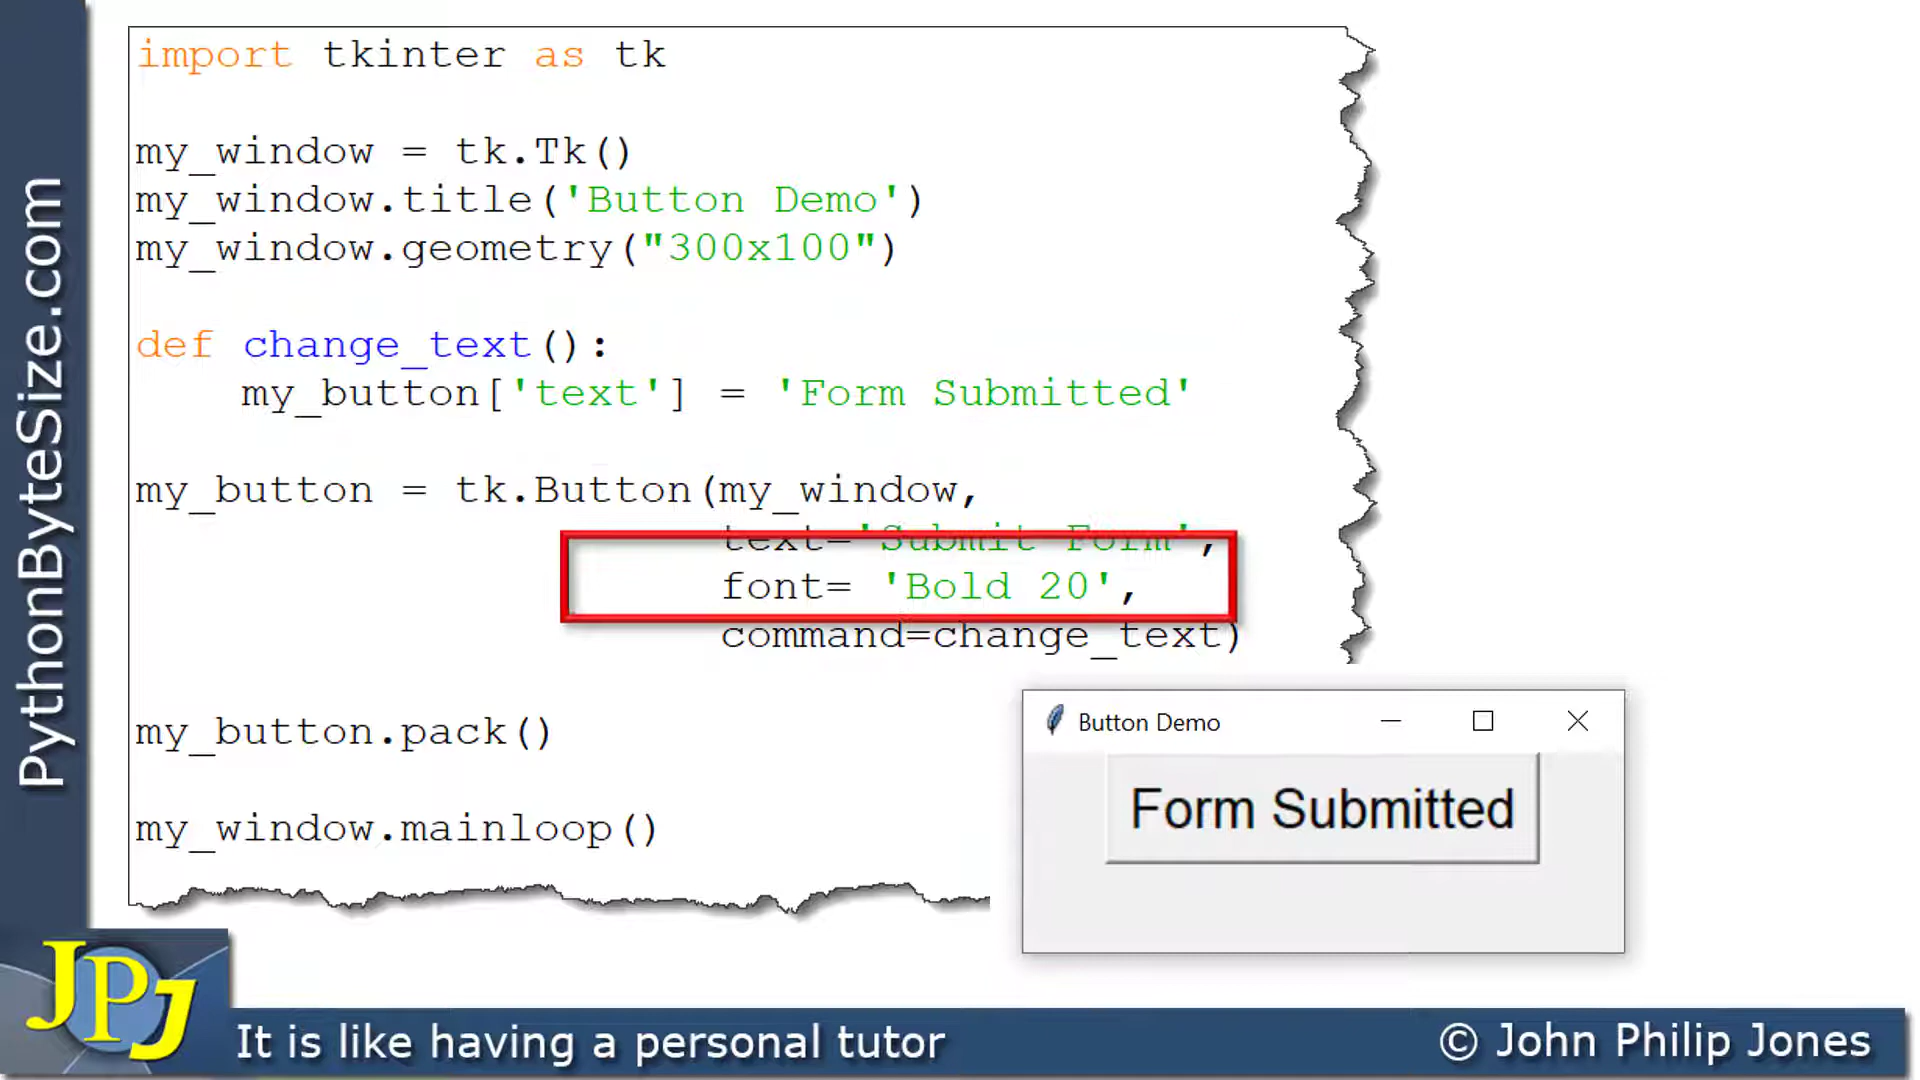 PythonByteSize.com
import tkinter as tk
my_window = tk.Tk()
my_window.title('Button Demo')
my_window.geometry("300x100")
def change_text():
    my_button['text'] = 'Form Submitted'
my_button = tk.Button(my_window,
                      text='Submit Form',
                      font= 'Bold 20',
                      command=change_text)
my_button.pack()
my_window.mainloop()
Button Demo
Form Submitted
JPJ
It is like having a personal tutor
© John Philip Jones